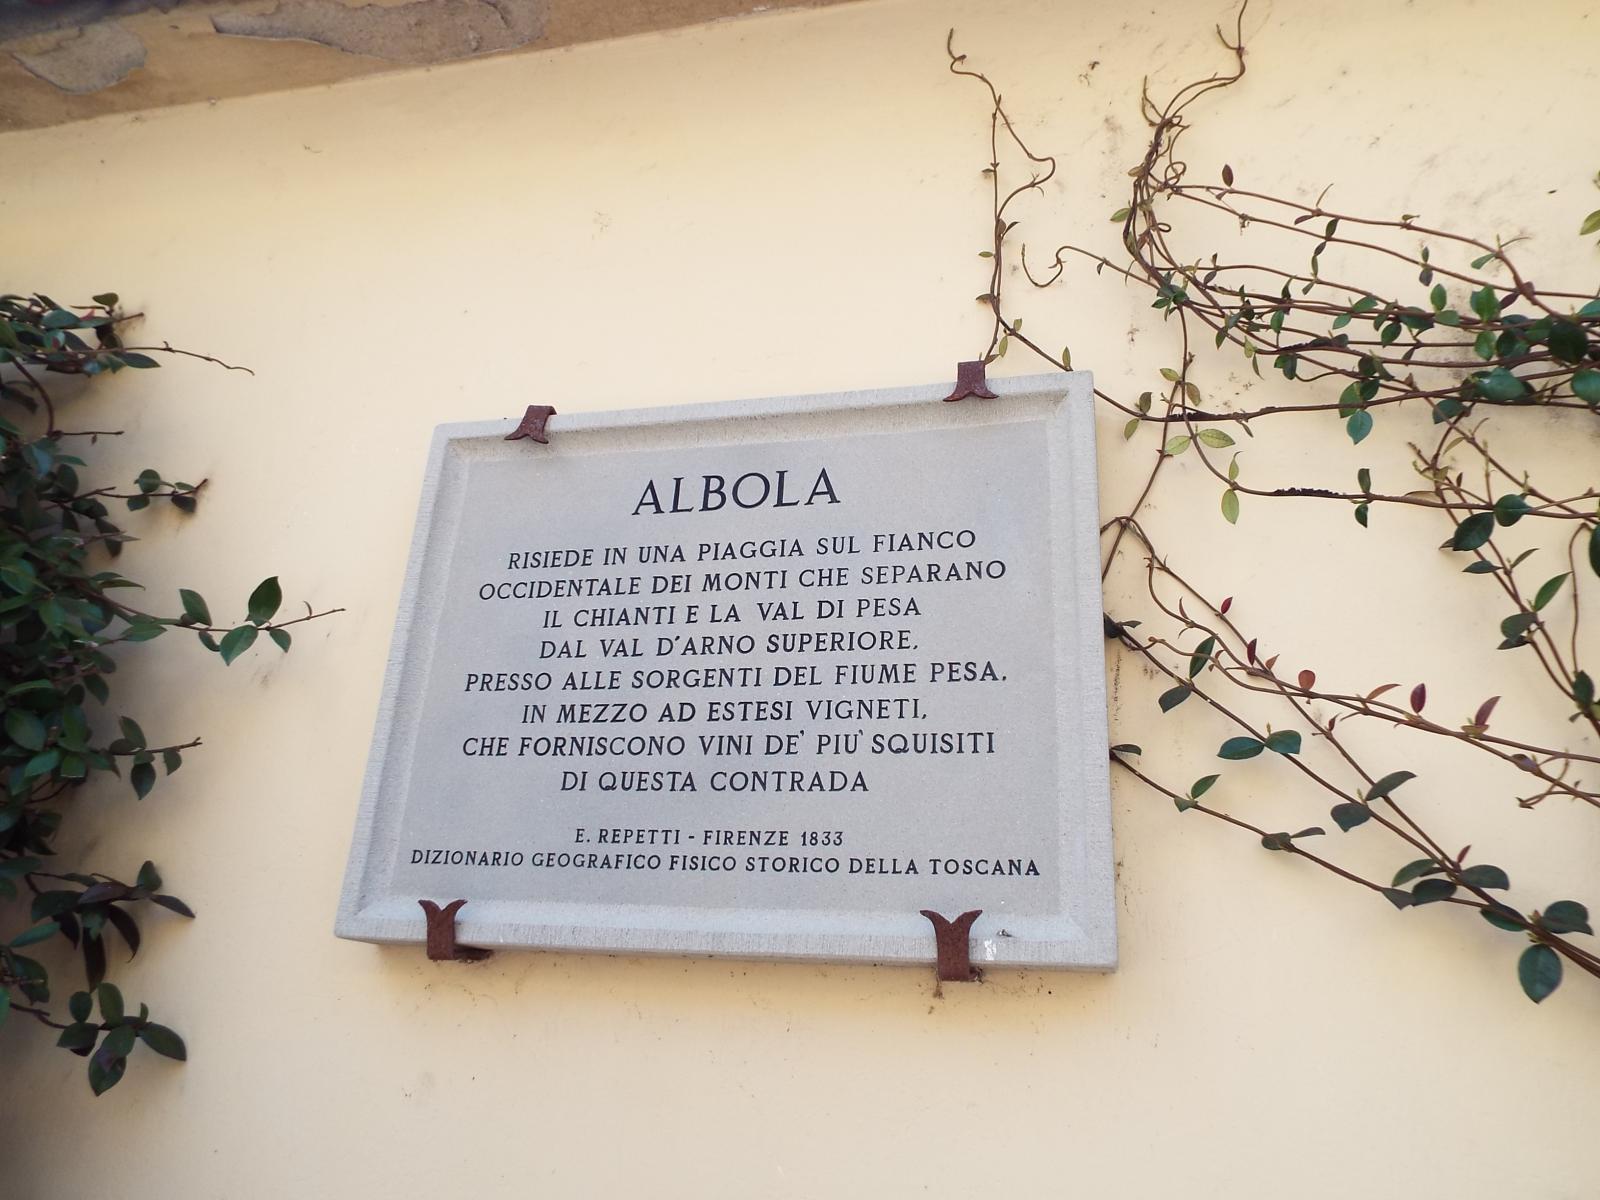 ALBOLA
RISIEDE IN UNA PIAGGIA SUL FIANCO
OCCIDENTALE DEI MONTI CHE SEPARANO
IL CHIANTI E LA VAL DI PESA
DAL VAL D'ARNO SUPERIORE,
PRESSO ALLE SORGENTI DEL FIUME PESA,
IN MEZZO AD ESTESI VIGNETI,
CHE FORNISCONO VINI DE' PIU' SQUISITI
DI QUESTA CONTRADA
E. REPETTI - FIRENZE 1833
DIZIONARIO GEOGRAFICO FISICO STORICO DELLA TOSCANA